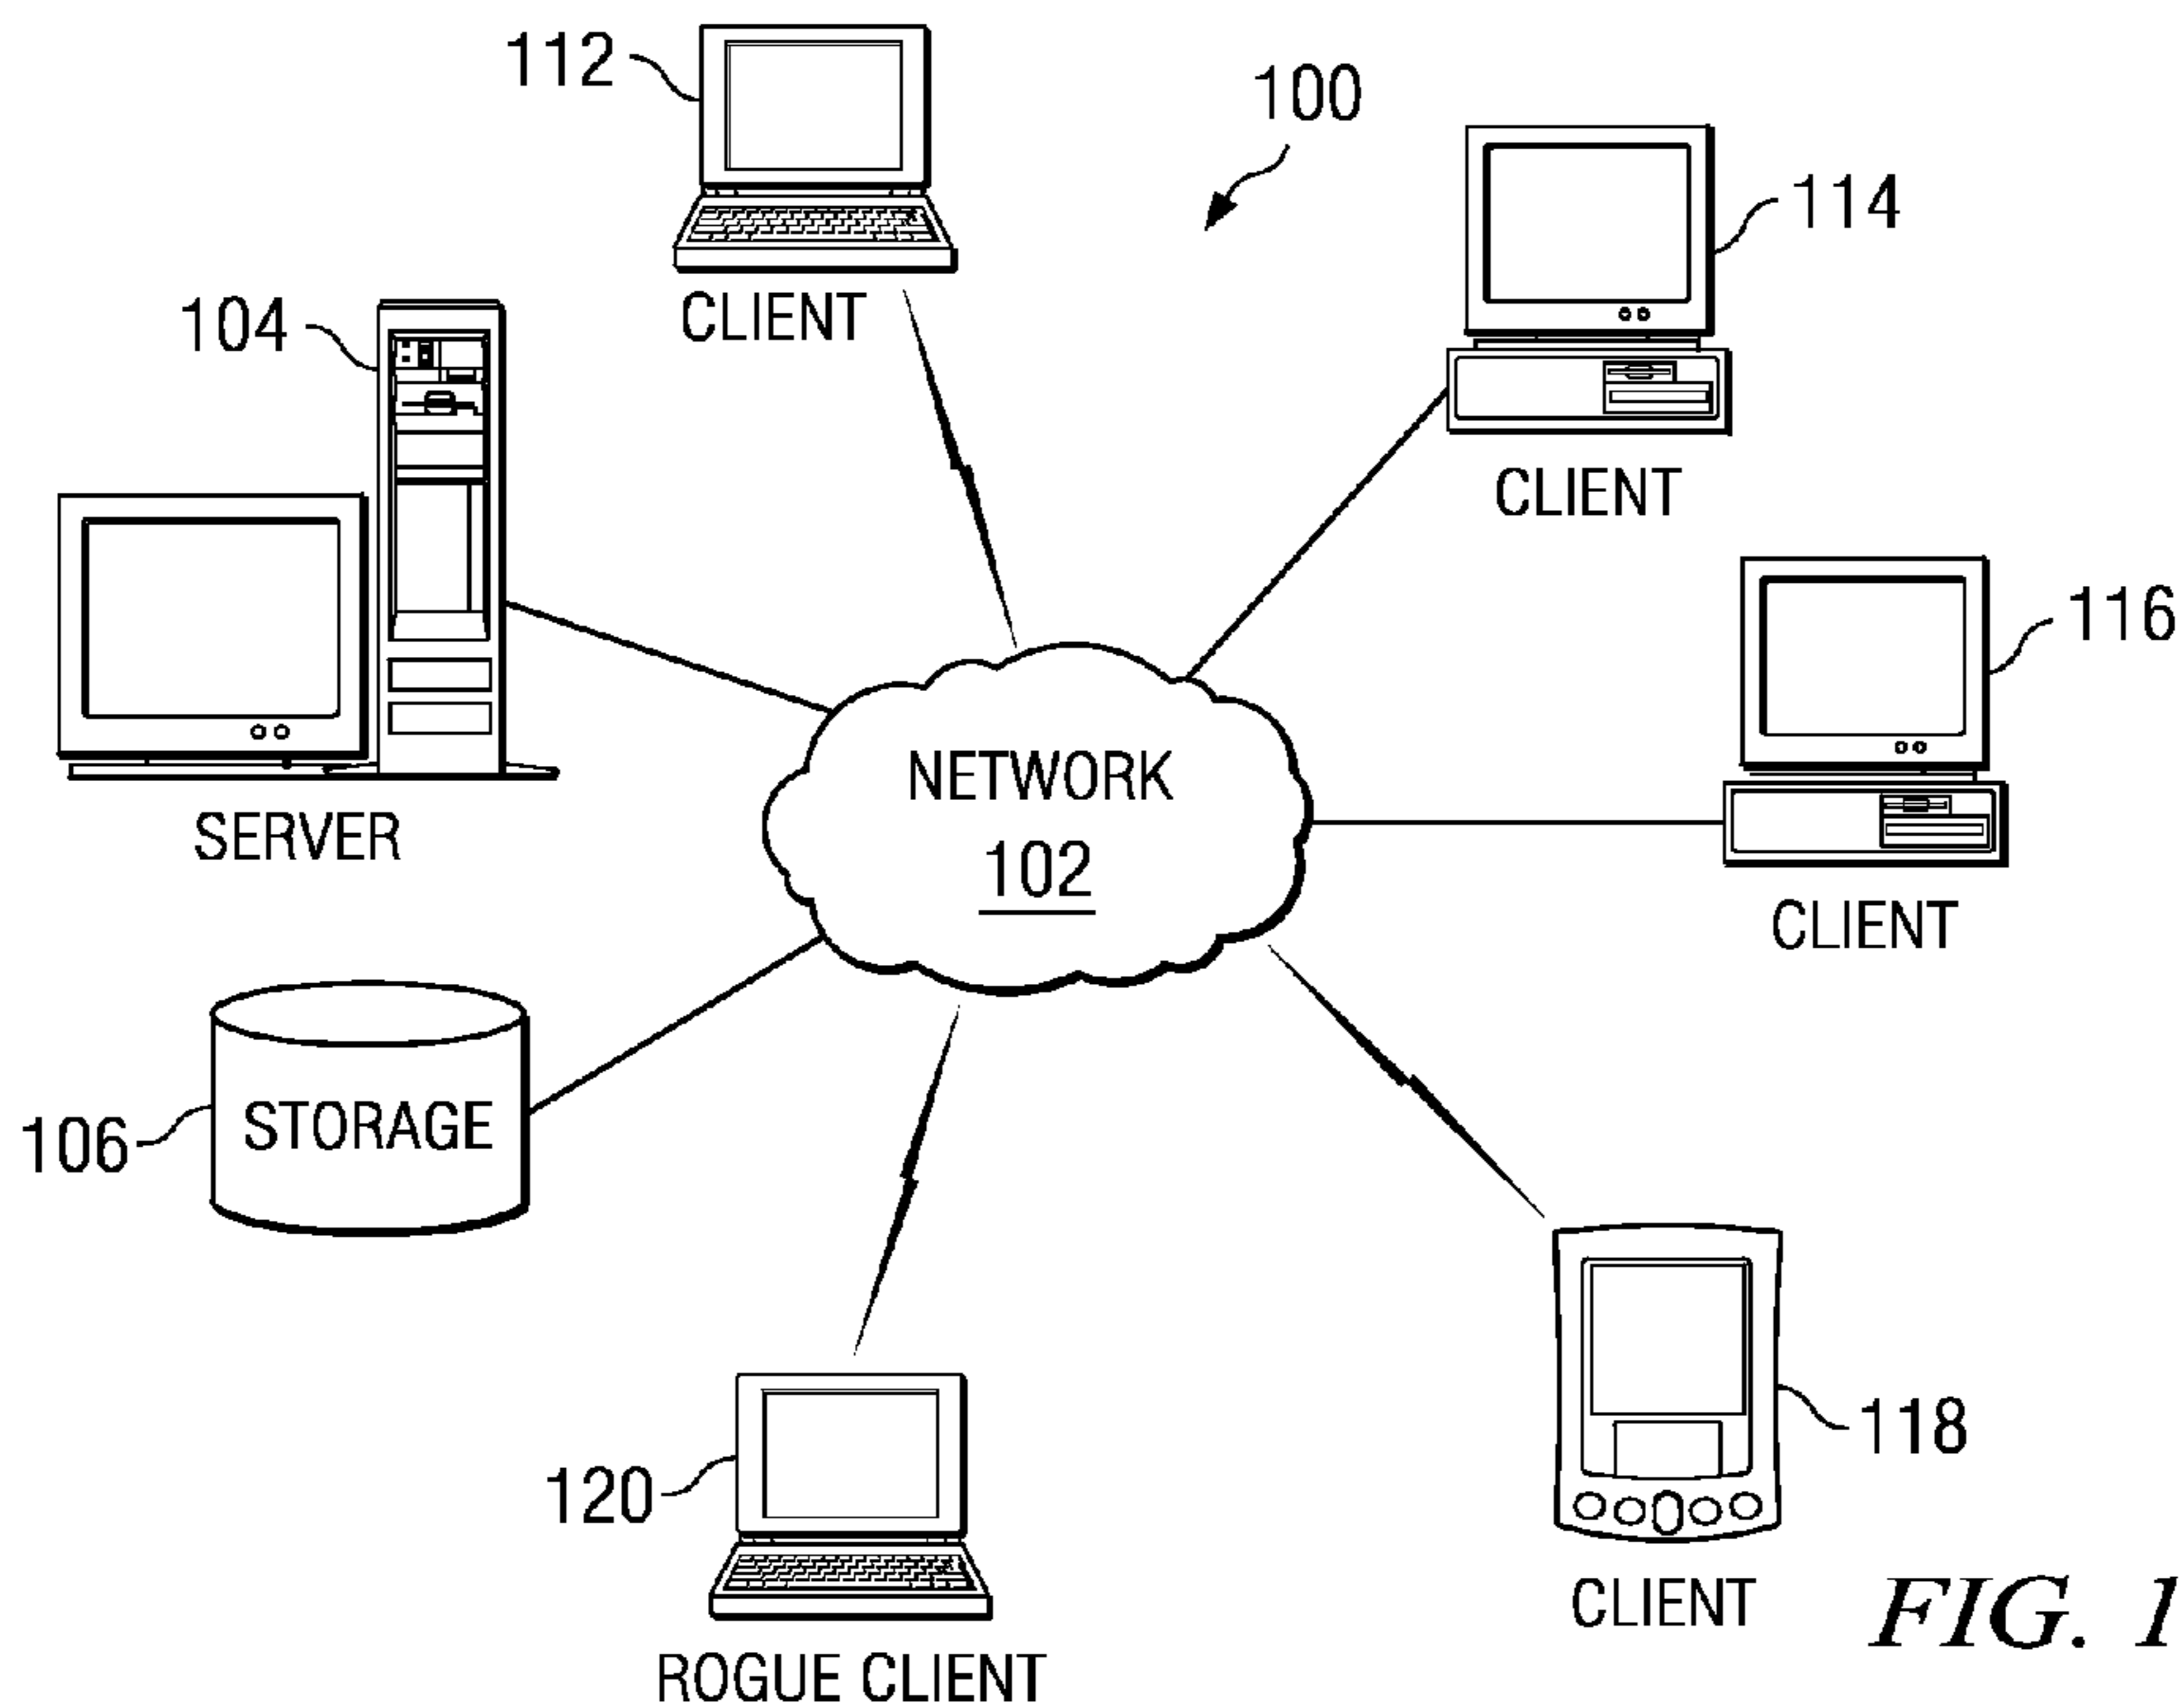 112
100
114
CLIENT
104
CLIENT
116
NETWORK
102
SERVER
CLIENT
STORAGE
106
118
120
CLIENT
FIG. 1
ROGUE CLIENT